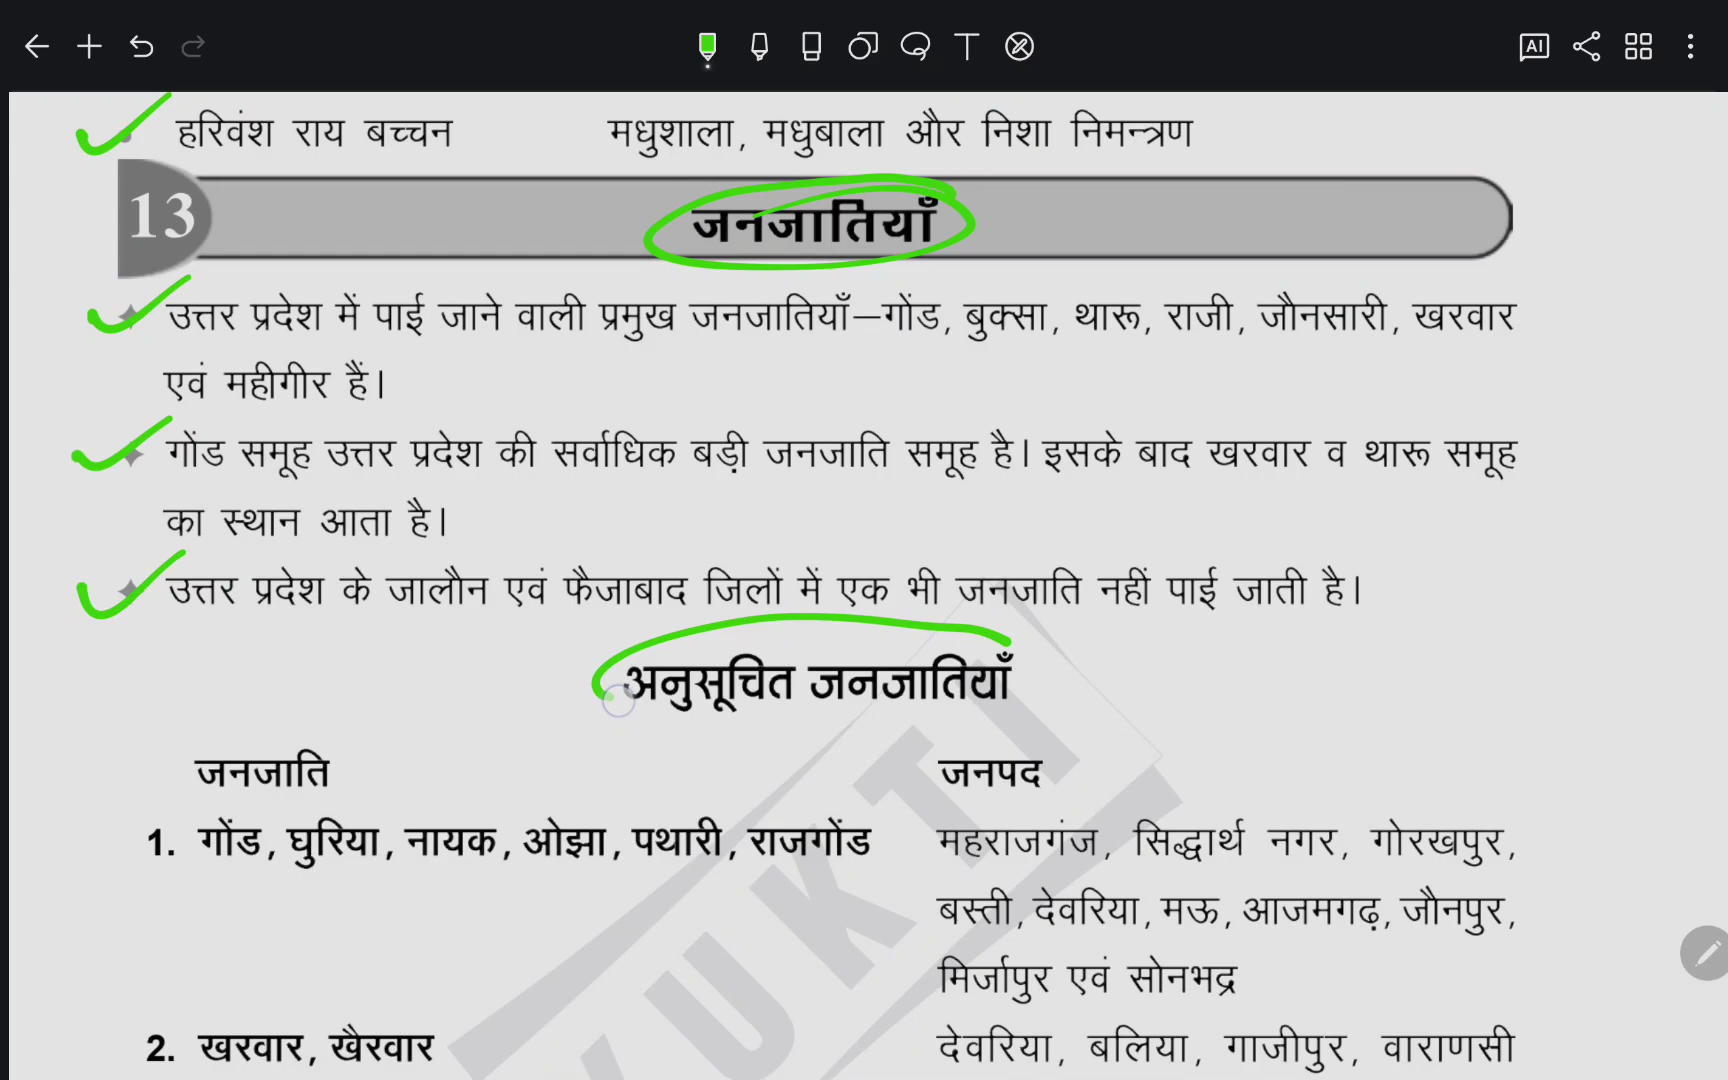 हरिवंश राय बच्चन मधुशाला, मधुबाला और निशा निमन्त्रण
13 जनजातियाँ
उत्तर प्रदेश में पाई जाने वाली प्रमुख जनजातियाँ—गोंड, बुक्सा, थारू, राजी, जौनसारी, खरवार
एवं महीगीर हैं।
गोंड समूह उत्तर प्रदेश की सर्वाधिक बड़ी जनजाति समूह है। इसके बाद खरवार व थारू समूह
का स्थान आता है।
उत्तर प्रदेश के जालौन एवं फैजाबाद जिलों में एक भी जनजाति नहीं पाई जाती है।
अनुसूचित जनजातियाँ
जनजाति जनपद
1. गोंड, घुरिया, नायक, ओझा, पथारी, राजगोंड महराजगंज, सिद्धार्थ नगर, गोरखपुर,
बस्ती, देवरिया, मऊ, आजमगढ़, जौनपुर,
मिर्जापुर एवं सोनभद्र
2. खरवार, खैरवार देवरिया, बलिया, गाजीपुर, वाराणसी
YUKTI
AI
T